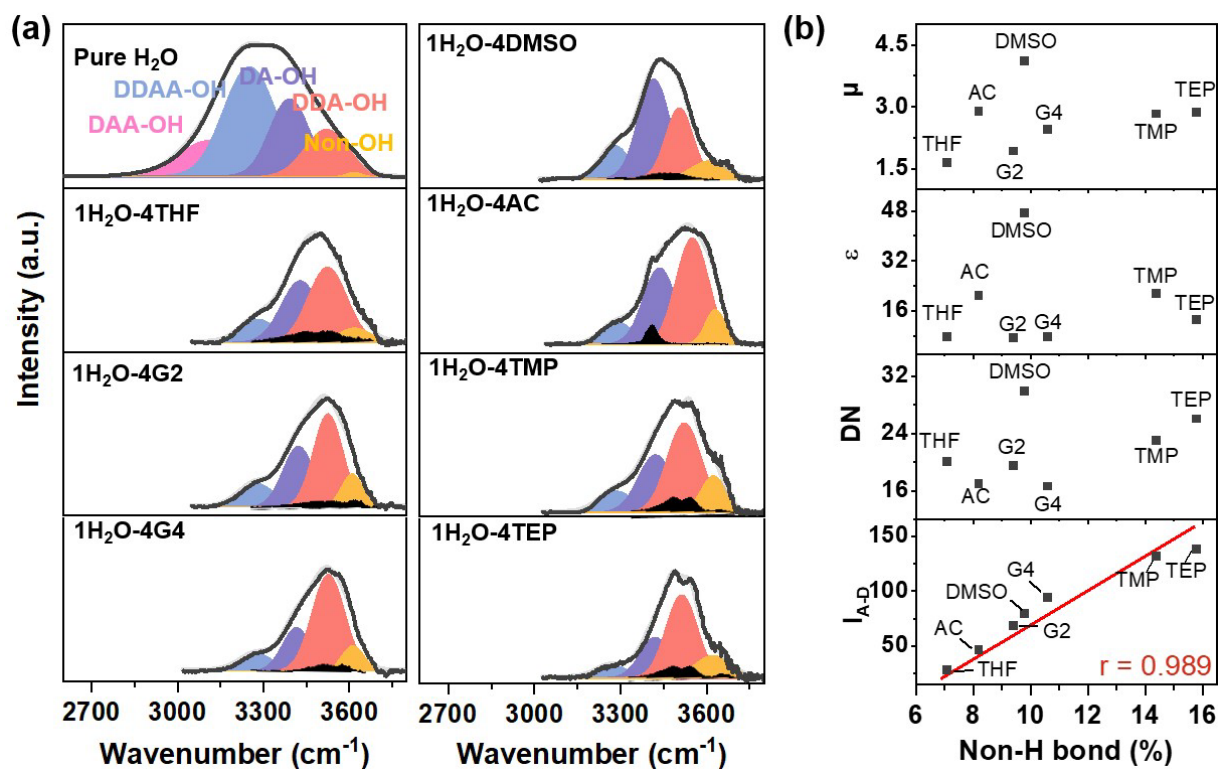 (a)
Pure H₂O
DDAA-OH
DA-OH
DAA-OH
DDA-OH
Non-OH
1H₂O-4THF
1H₂O-4G2
1H₂O-4G4
1H₂O-4DMSO
1H₂O-4AC
1H₂O-4TMP
1H₂O-4TEP
Intensity (a.u.)
2700 3000 3300 3600
2700 3000 3300 3600
Wavenumber (cm⁻¹)
Wavenumber (cm⁻¹)
(b)
μ
4.5
3.0
1.5
DMSO
AC
TEP
G4
TMP
THF
G2
ε
48
32
16
DMSO
AC
TMP
THF
G2
G4
TEP
DN
32
24
16
DMSO
TEP
THF
G2
TMP
AC
G4
I_A-D
150
100
50
G4
TMP
TEP
DMSO
G2
AC
THF
r = 0.989
6 8 10 12 14 16
Non-H bond (%)